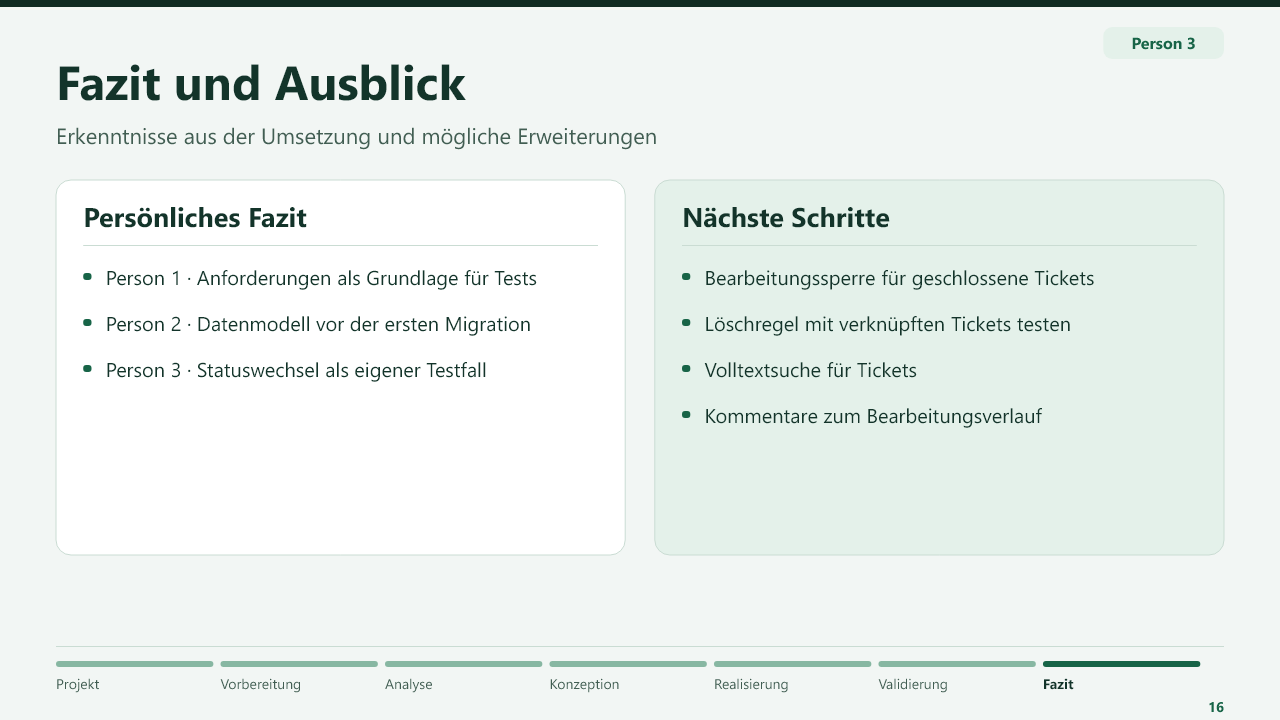 Person 3
Fazit und Ausblick
Erkenntnisse aus der Umsetzung und mögliche Erweiterungen
Persönliches Fazit
Person 1 · Anforderungen als Grundlage für Tests
Person 2 · Datenmodell vor der ersten Migration
Person 3 · Statuswechsel als eigener Testfall
Nächste Schritte
Bearbeitungssperre für geschlossene Tickets
Löschregel mit verknüpften Tickets testen
Volltextsuche für Tickets
Kommentare zum Bearbeitungsverlauf
Projekt
Vorbereitung
Analyse
Konzeption
Realisierung
Validierung
Fazit
16